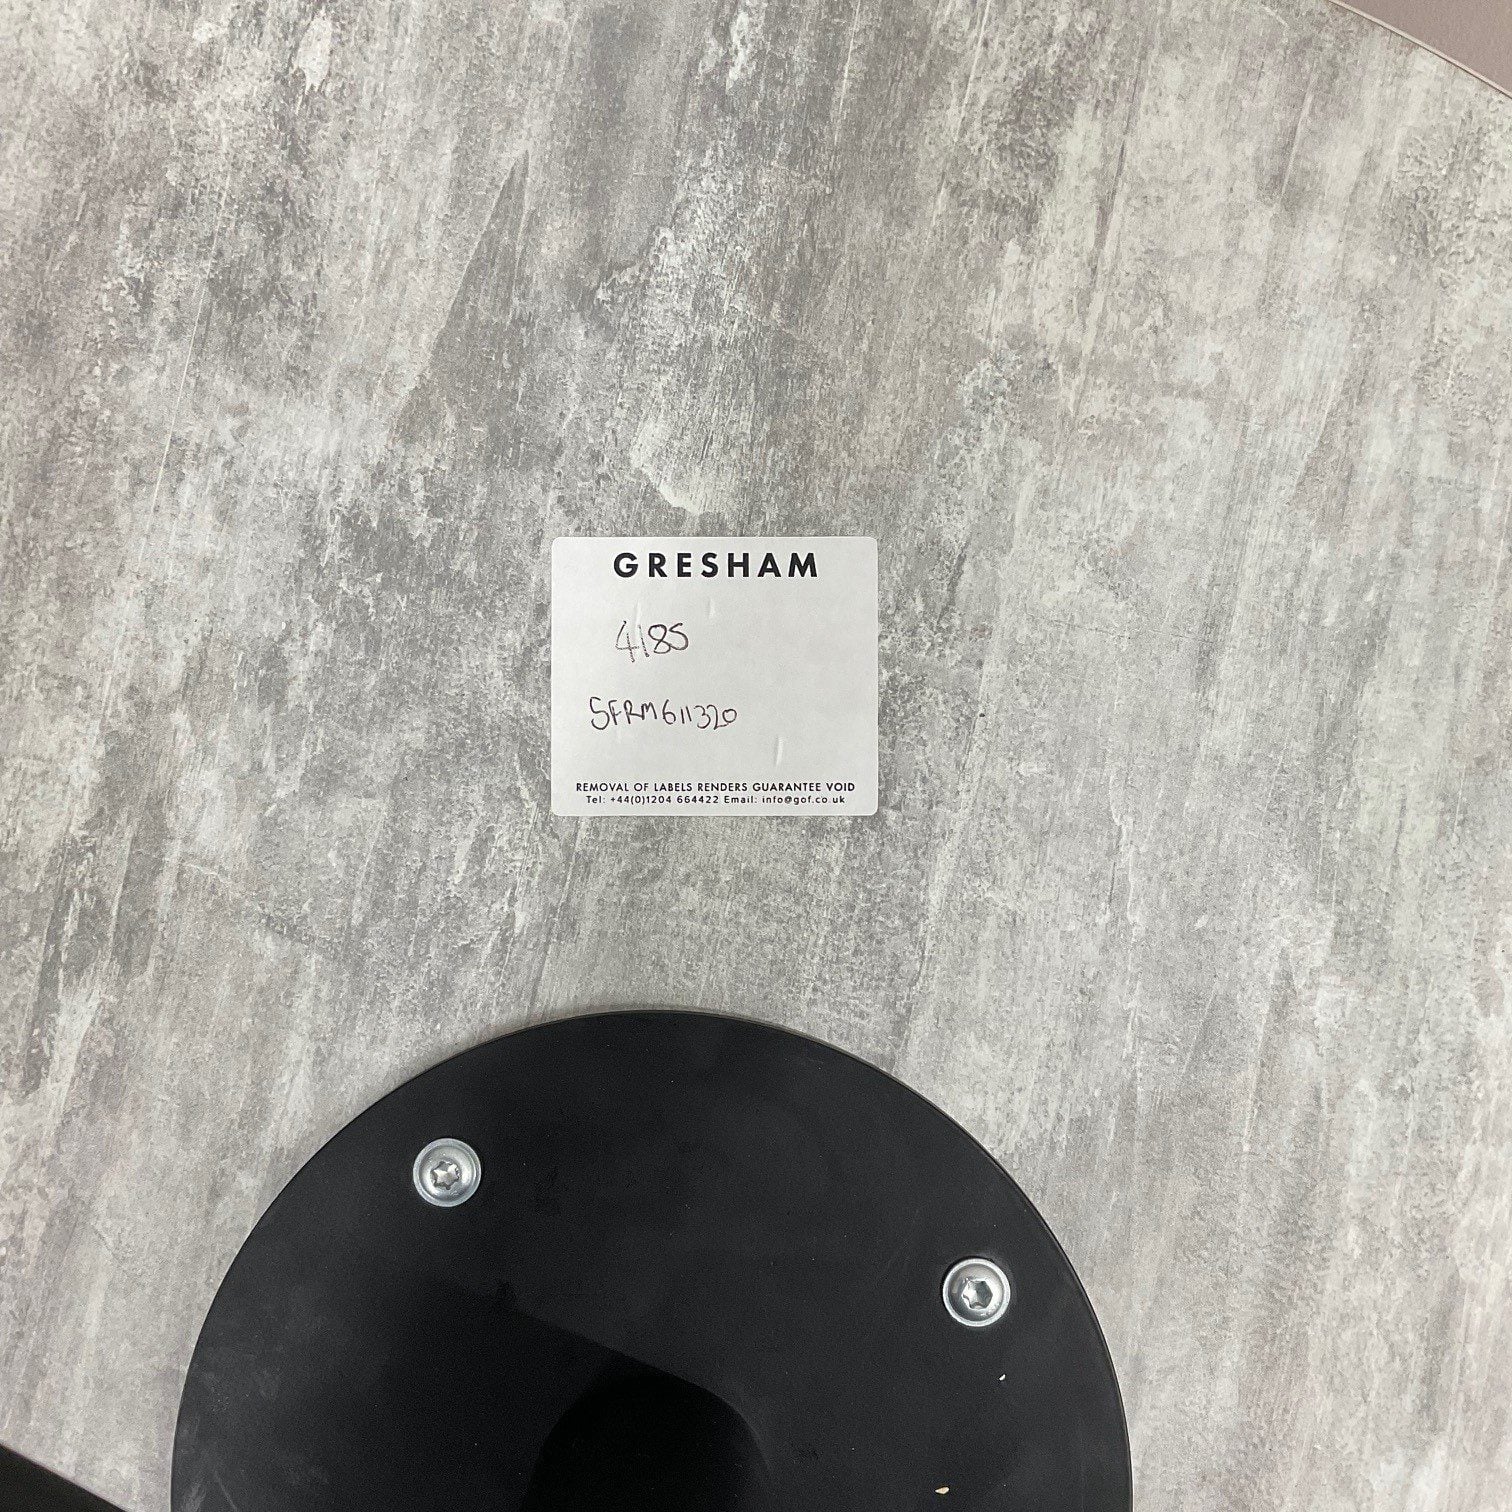 GRESHAM
4185
SFRM611320
REMOVAL OF LABELS RENDERS GUARANTEE VOID
Tel: +44(0)1204 664422 Email: info@gof.co.uk